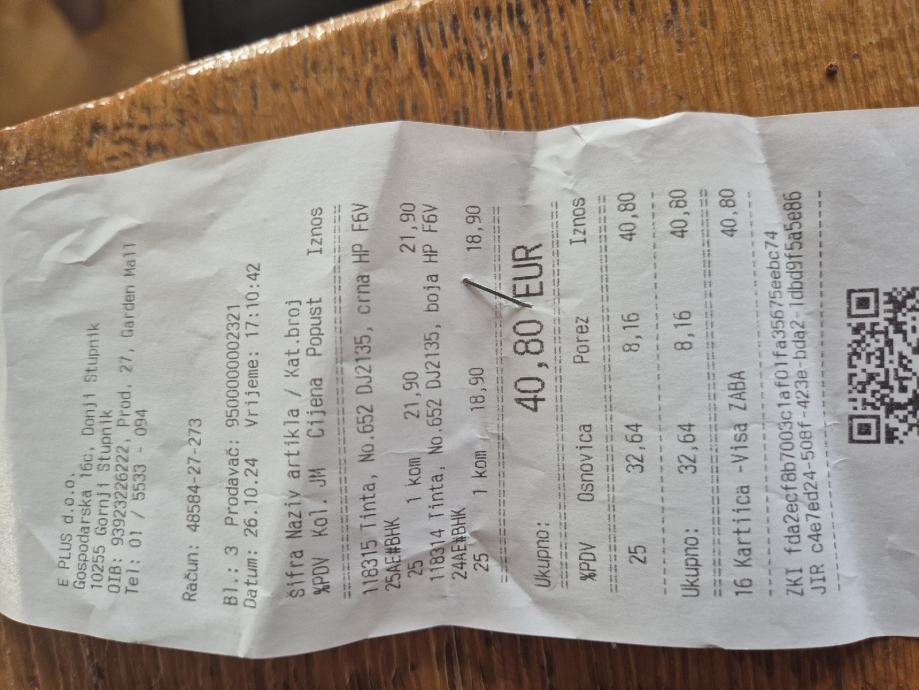 E PLUS d.o.o.
Gospodarska 16c, Donji Stupnik
10255 Gornji Stupnik
OIB: 93923226222, Prod. 27, Garden Mall
Tel: 01 / 5533 - 094
Račun: 48584-27-273
Bl.: 3 Prodavač: 9500000002321
Datum: 26.10.24 Vrijeme: 17:10:42
Šifra Naziv artikla / Kat.broj
%PDV Kol. JM Cijena Popust Iznos
118315 Tinta, No.652 DJ2135, crna HP F6V
25AE#BHK
25 1 kom 21,90 21,90
118314 Tinta, No.652 DJ2135, boja HP F6V
24AE#BHK
25 1 kom 18,90 18,90
Ukupno: 40,80 EUR
%PDV Osnovica Porez Iznos
25 32,64 8,16 40,80
Ukupno: 32,64 8,16 40,80
16 Kartica -Visa ZABA 40,80
ZKI fda2ecf8b7003c1af01fa35675eebc74
JIR c4e7ed24-508f-423e-bda2-1dbd9f5a5e86